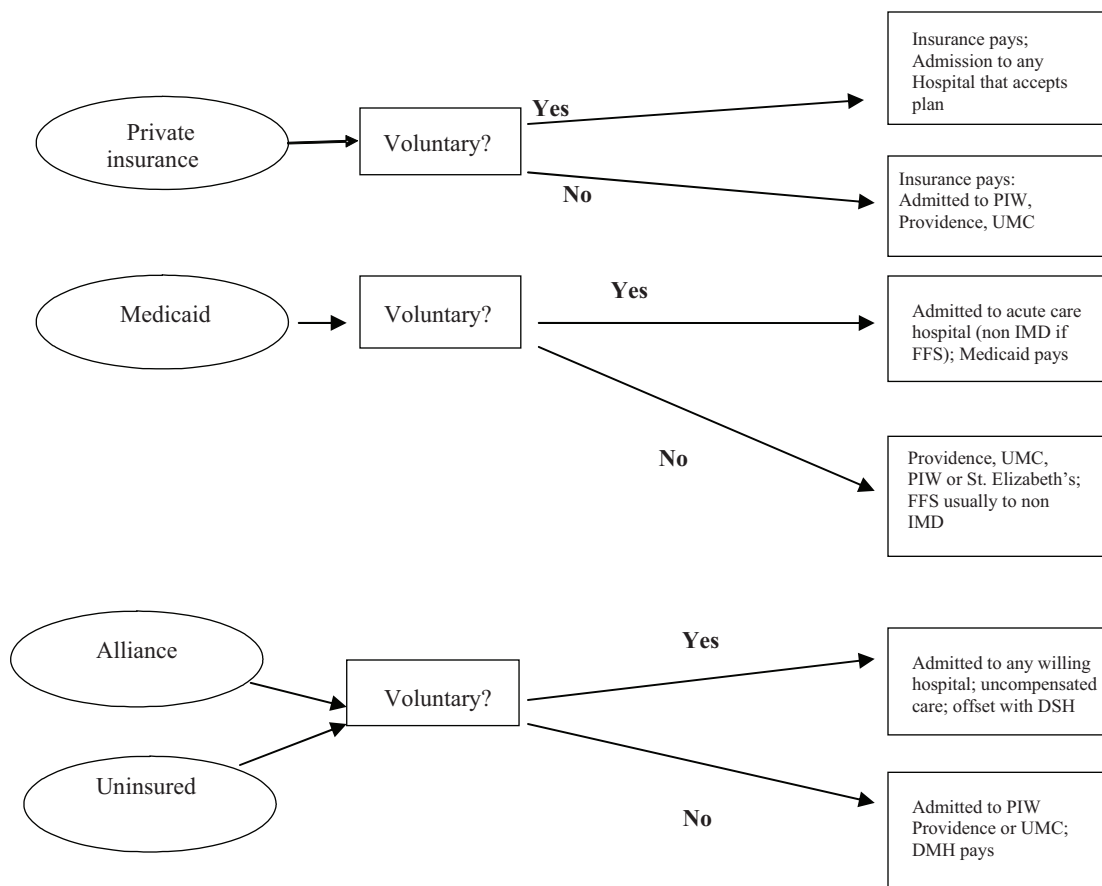 Private
insurance
Voluntary?
Yes
Insurance pays;
Admission to any
Hospital that accepts
plan
No
Insurance pays:
Admitted to PIW,
Providence, UMC
Medicaid
Voluntary?
Yes
Admitted to acute care
hospital (non IMD if
FFS); Medicaid pays
No
Providence, UMC,
PIW or St. Elizabeth’s;
FFS usually to non
IMD
Alliance
Uninsured
Voluntary?
Yes
Admitted to any willing
hospital; uncompensated
care; offset with DSH
No
Admitted to PIW
Providence or UMC;
DMH pays